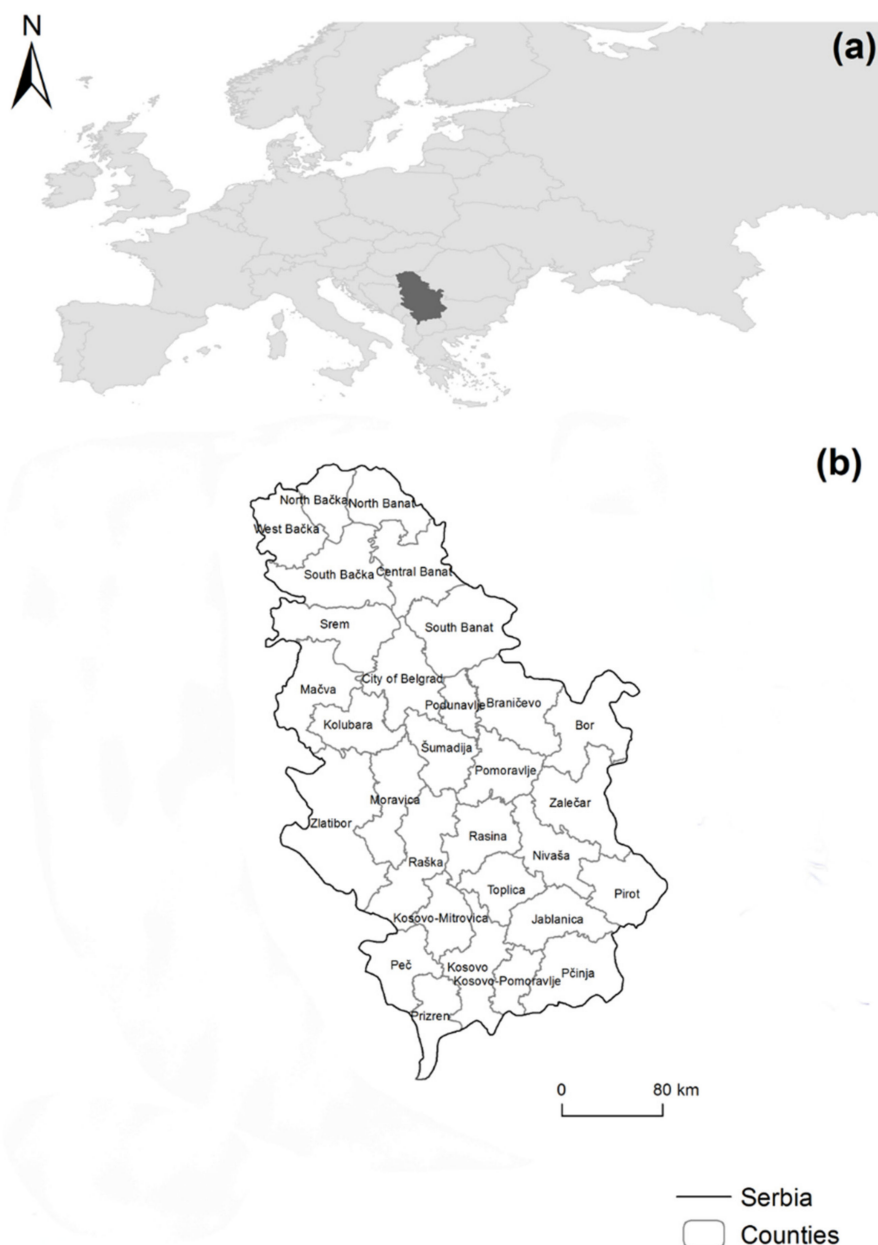 N
(a)
(b)
North Bačka
North Banat
West Bačka
South Bačka
Central Banat
Srem
South Banat
City of Belgrad
Mačva
Podunavlje
Braničevo
Kolubara
Bor
Šumadija
Pomoravlje
Moravica
Zalečar
Zlatibor
Rasina
Nivaša
Raška
Toplica
Pirot
Kosovo-Mitrovica
Jablanica
Peč
Kosovo
Pčinja
Kosovo-Pomoravlje
Prizren
0 80 km
Serbia
Counties